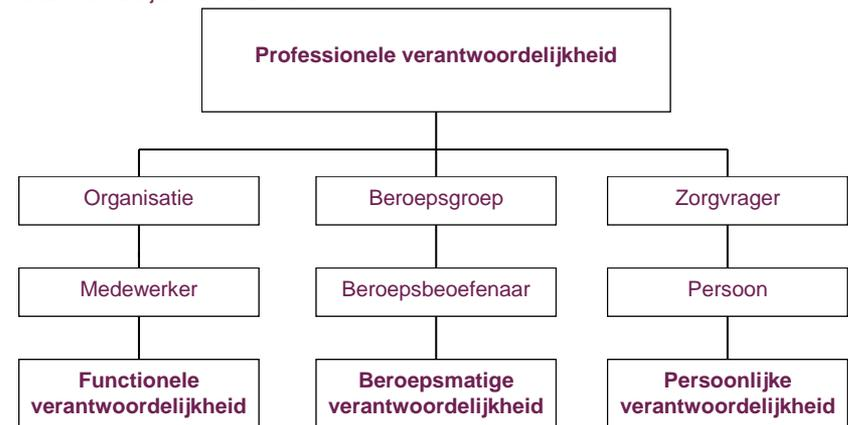 Professionele verantwoordelijkheid
Organisatie
Beroepsgroep
Zorgvrager
Medewerker
Beroepsbeoefenaar
Persoon
Functionele
verantwoordelijkheid
Beroepsmatige
verantwoordelijkheid
Persoonlijke
verantwoordelijkheid